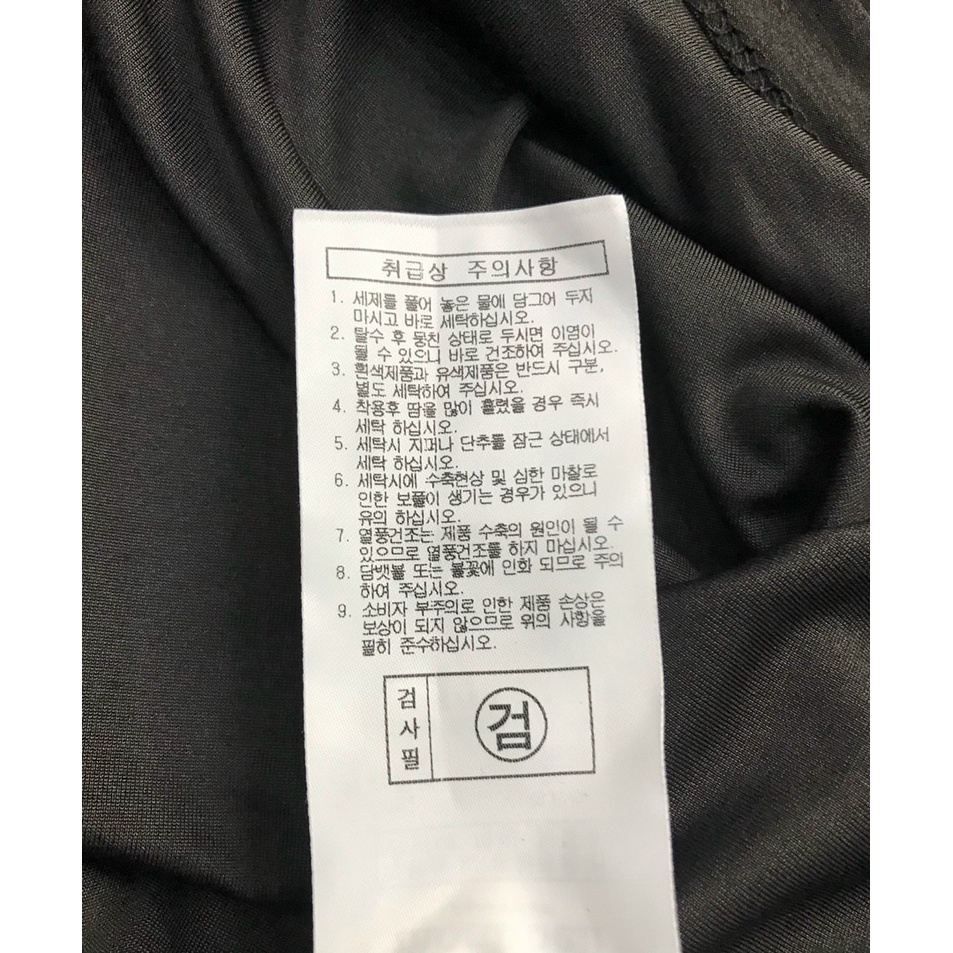 취급상 주의사항
1. 세제를 풀어 놓은 물에 담그어 두지
마시고 바로 세탁하십시오.
2. 탈수 후 뭉친 상태로 두시면 이염이
될 수 있으니 바로 건조하여 주십시오.
3. 흰색제품과 유색제품은 반드시 구분,
별도 세탁하여 주십시오.
4. 착용후 땀을 많이 흘렸을 경우 즉시
세탁 하십시오.
5. 세탁시 지퍼나 단추를 잠근 상태에서
세탁 하십시오.
6. 세탁시에 수축현상 및 심한 마찰로
인한 보풀이 생기는 경우가 있으니
유의 하십시오.
7. 열풍건조는 제품 수축의 원인이 될 수
있으므로 열풍건조를 하지 마십시오.
8. 담뱃불 또는 불꽃에 인화 되므로 주의
하여 주십시오.
9. 소비자 부주의로 인한 제품 손상은
보상이 되지 않으므로 위의 사항을
필히 준수하십시오.
검사필
검